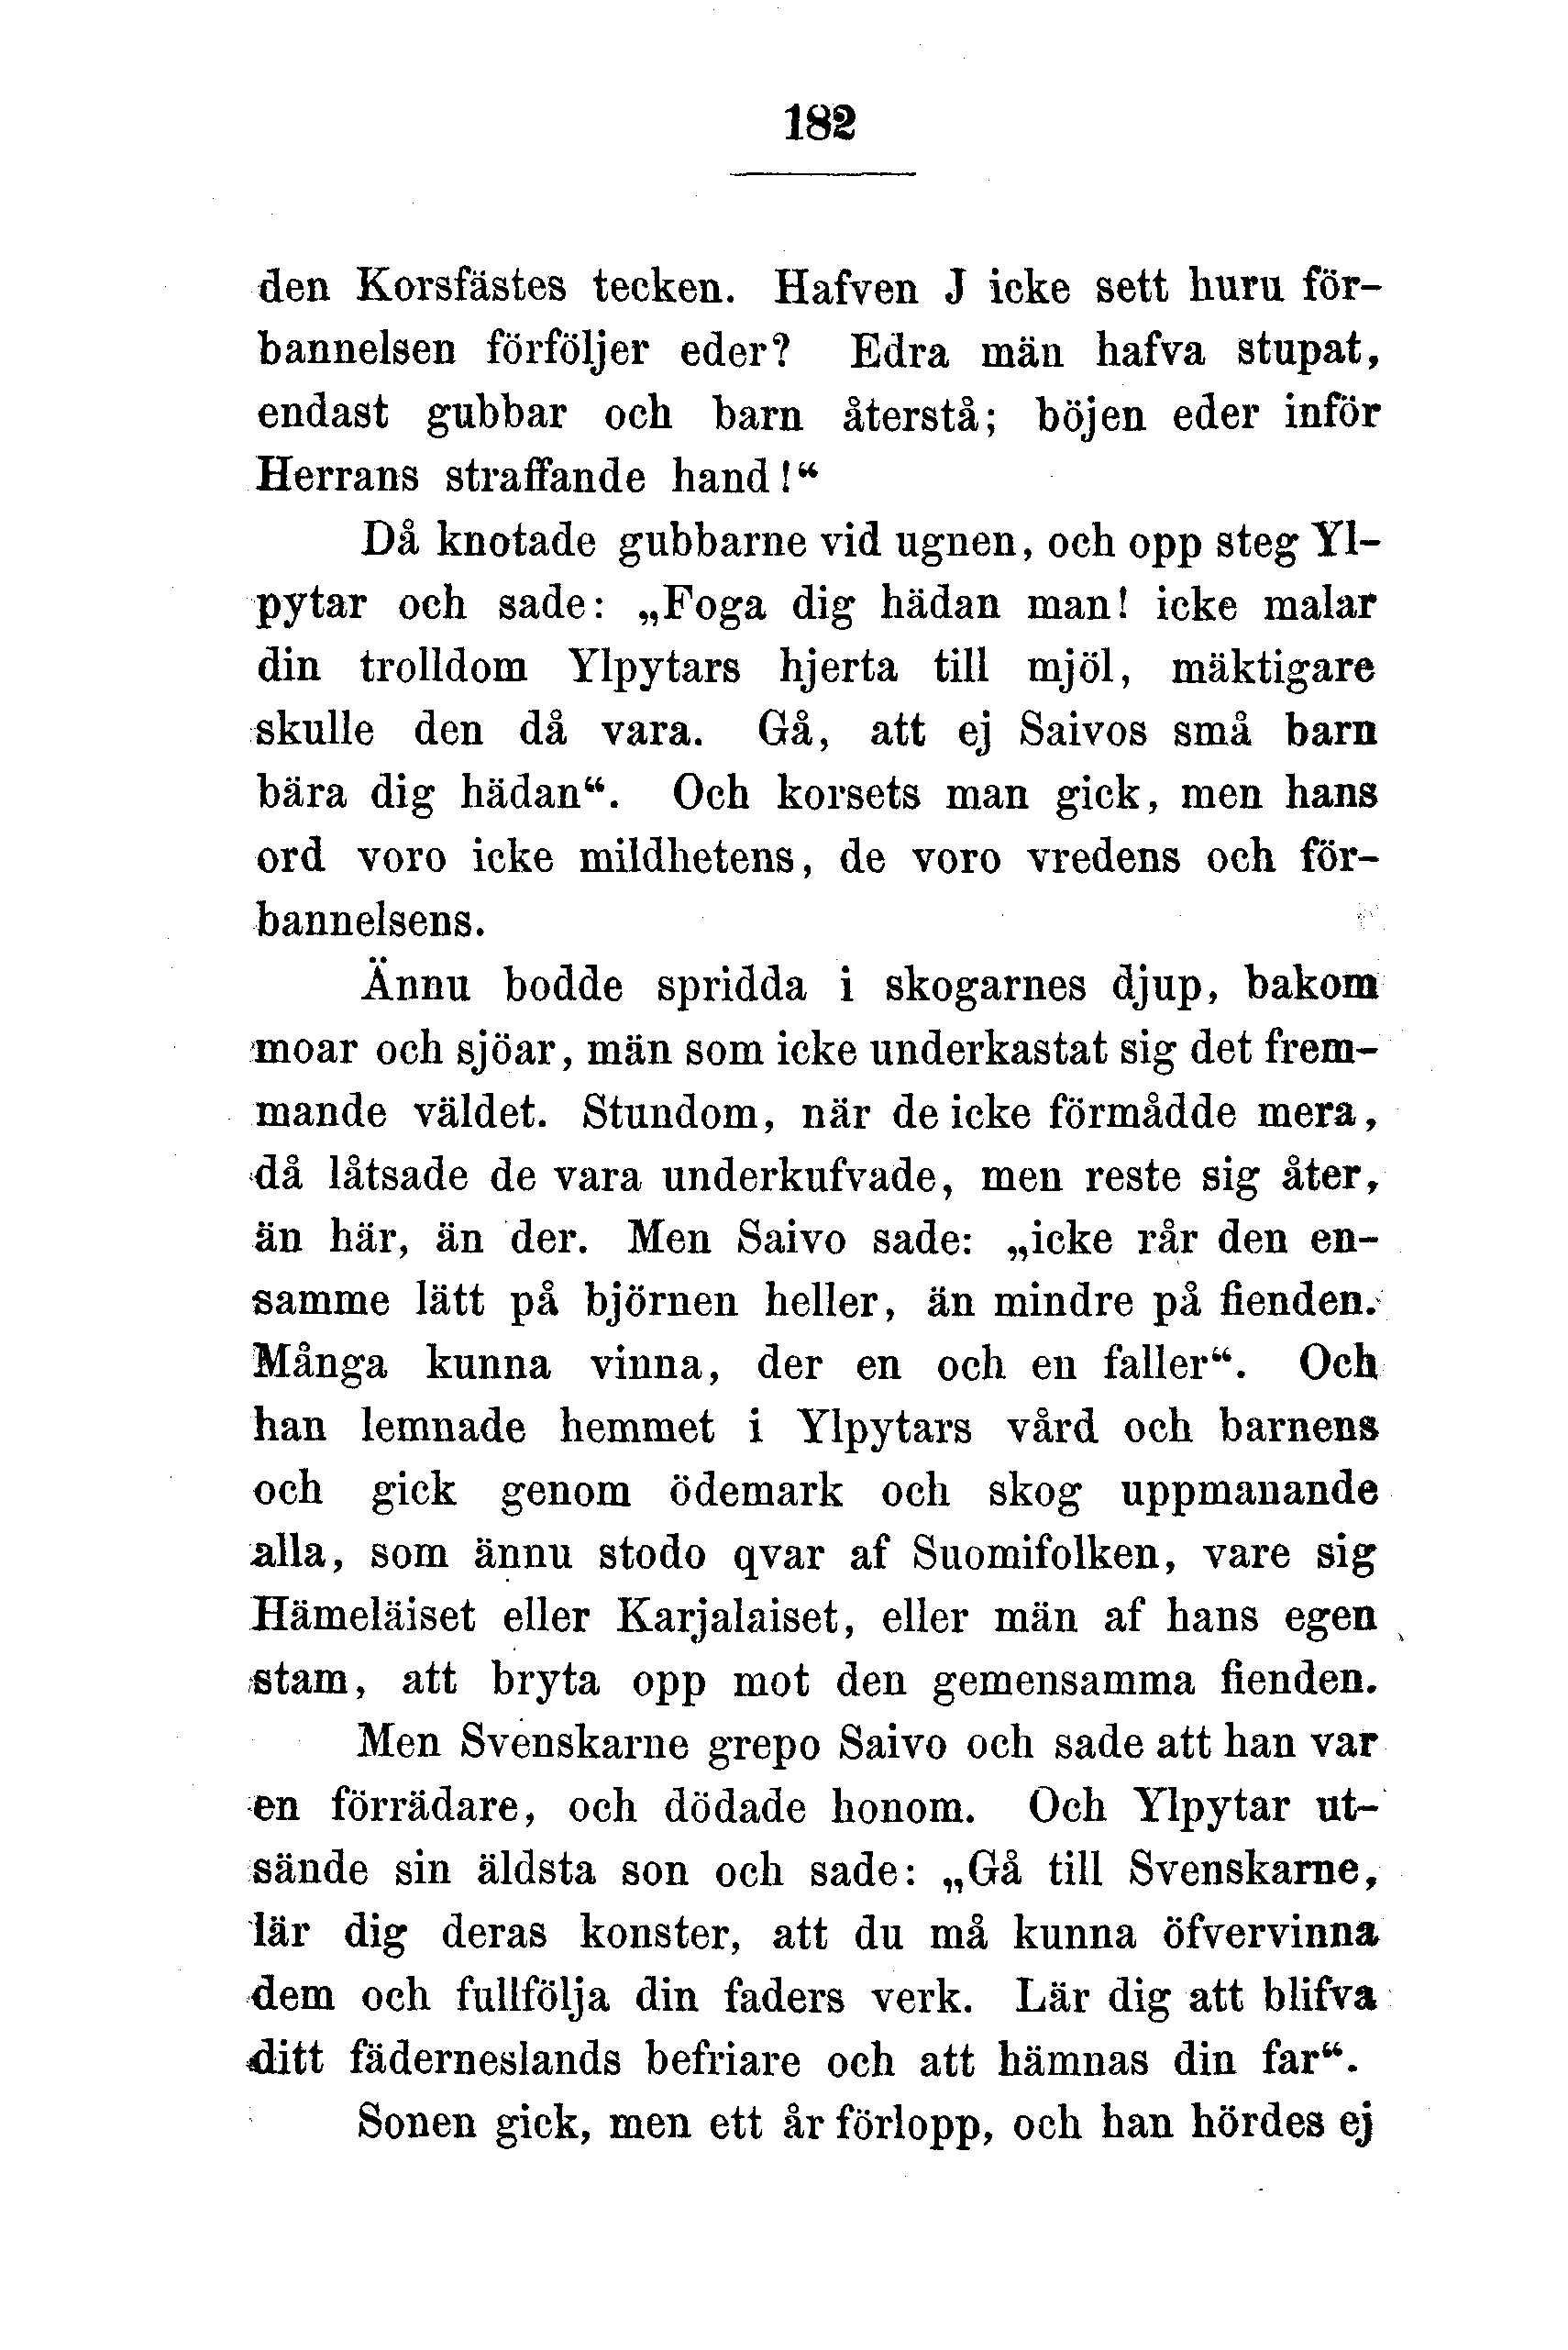 182
den Korsfästes tecken. Hafven J icke sett huru för-
bannelsen förföljer eder? Edra män hafva stupat,
endast gubbar och barn återstå; böjen eder inför
Herrans straffande hand!“
Då knotade gubbarne vid ugnen, och opp steg Yl-
pytar och sade: „Foga dig hädan man! icke malar
din trolldom Ylpytars hjerta till mjöl, mäktigare
skulle den då vara. Gå, att ej Saivos små barn
bära dig hädan“. Och korsets man gick, men hans
ord voro icke mildhetens, de voro vredens och för-
bannelsens.
Ännu bodde spridda i skogarnes djup, bakom
moar och sjöar, män som icke underkastat sig det frem-
mande väldet. Stundom, när de icke förmådde mera,
då låtsade de vara underkufvade, men reste sig åter,
än här, än der. Men Saivo sade: „icke rår den en-
samme lätt på björnen heller, än mindre på fienden.
Många kunna vinna, der en och en faller“. Och
han lemnade hemmet i Ylpytars vård och barnens
och gick genom ödemark och skog uppmanande
alla, som ännu stodo qvar af Suomifolken, vare sig
Hämeläiset eller Karjalaiset, eller män af hans egen
stam, att bryta opp mot den gemensamma fienden.
Men Svenskarne grepo Saivo och sade att han var
en förrädare, och dödade honom. Och Ylpytar ut-
sände sin äldsta son och sade: „Gå till Svenskarne,
lär dig deras konster, att du må kunna öfvervinna
dem och fullfölja din faders verk. Lär dig att blifva
ditt fäderneslands befriare och att hämnas din far“.
Sonen gick, men ett år förlopp, och han hördes ej